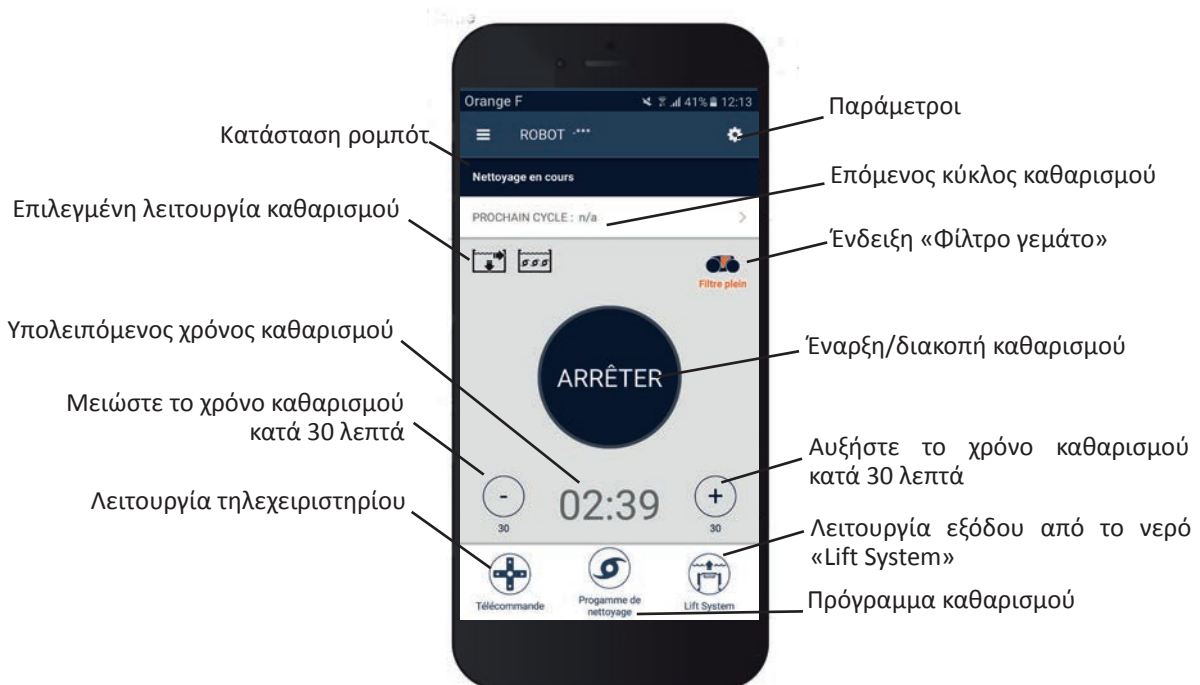 Orange F 41% 12:13
Κατάσταση ρομπότ
ROBOT -***
Παράμετροι
Nettoyage en cours
Επιλεγμένη λειτουργία καθαρισμού
PROCHAIN CYCLE : n/a
Επόμενος κύκλος καθαρισμού
Ένδειξη «Φίλτρο γεμάτο»
Filtre plein
Υπολειπόμενος χρόνος καθαρισμού
ARRÊTER
Έναρξη/διακοπή καθαρισμού
Μειώστε το χρόνο καθαρισμού
κατά 30 λεπτά
Αυξήστε το χρόνο καθαρισμού
κατά 30 λεπτά
-
30
02:39
+
30
Λειτουργία τηλεχειριστηρίου
Λειτουργία εξόδου από το νερό
«Lift System»
Télécommande
Progamme de
nettoyage
Lift System
Πρόγραμμα καθαρισμού